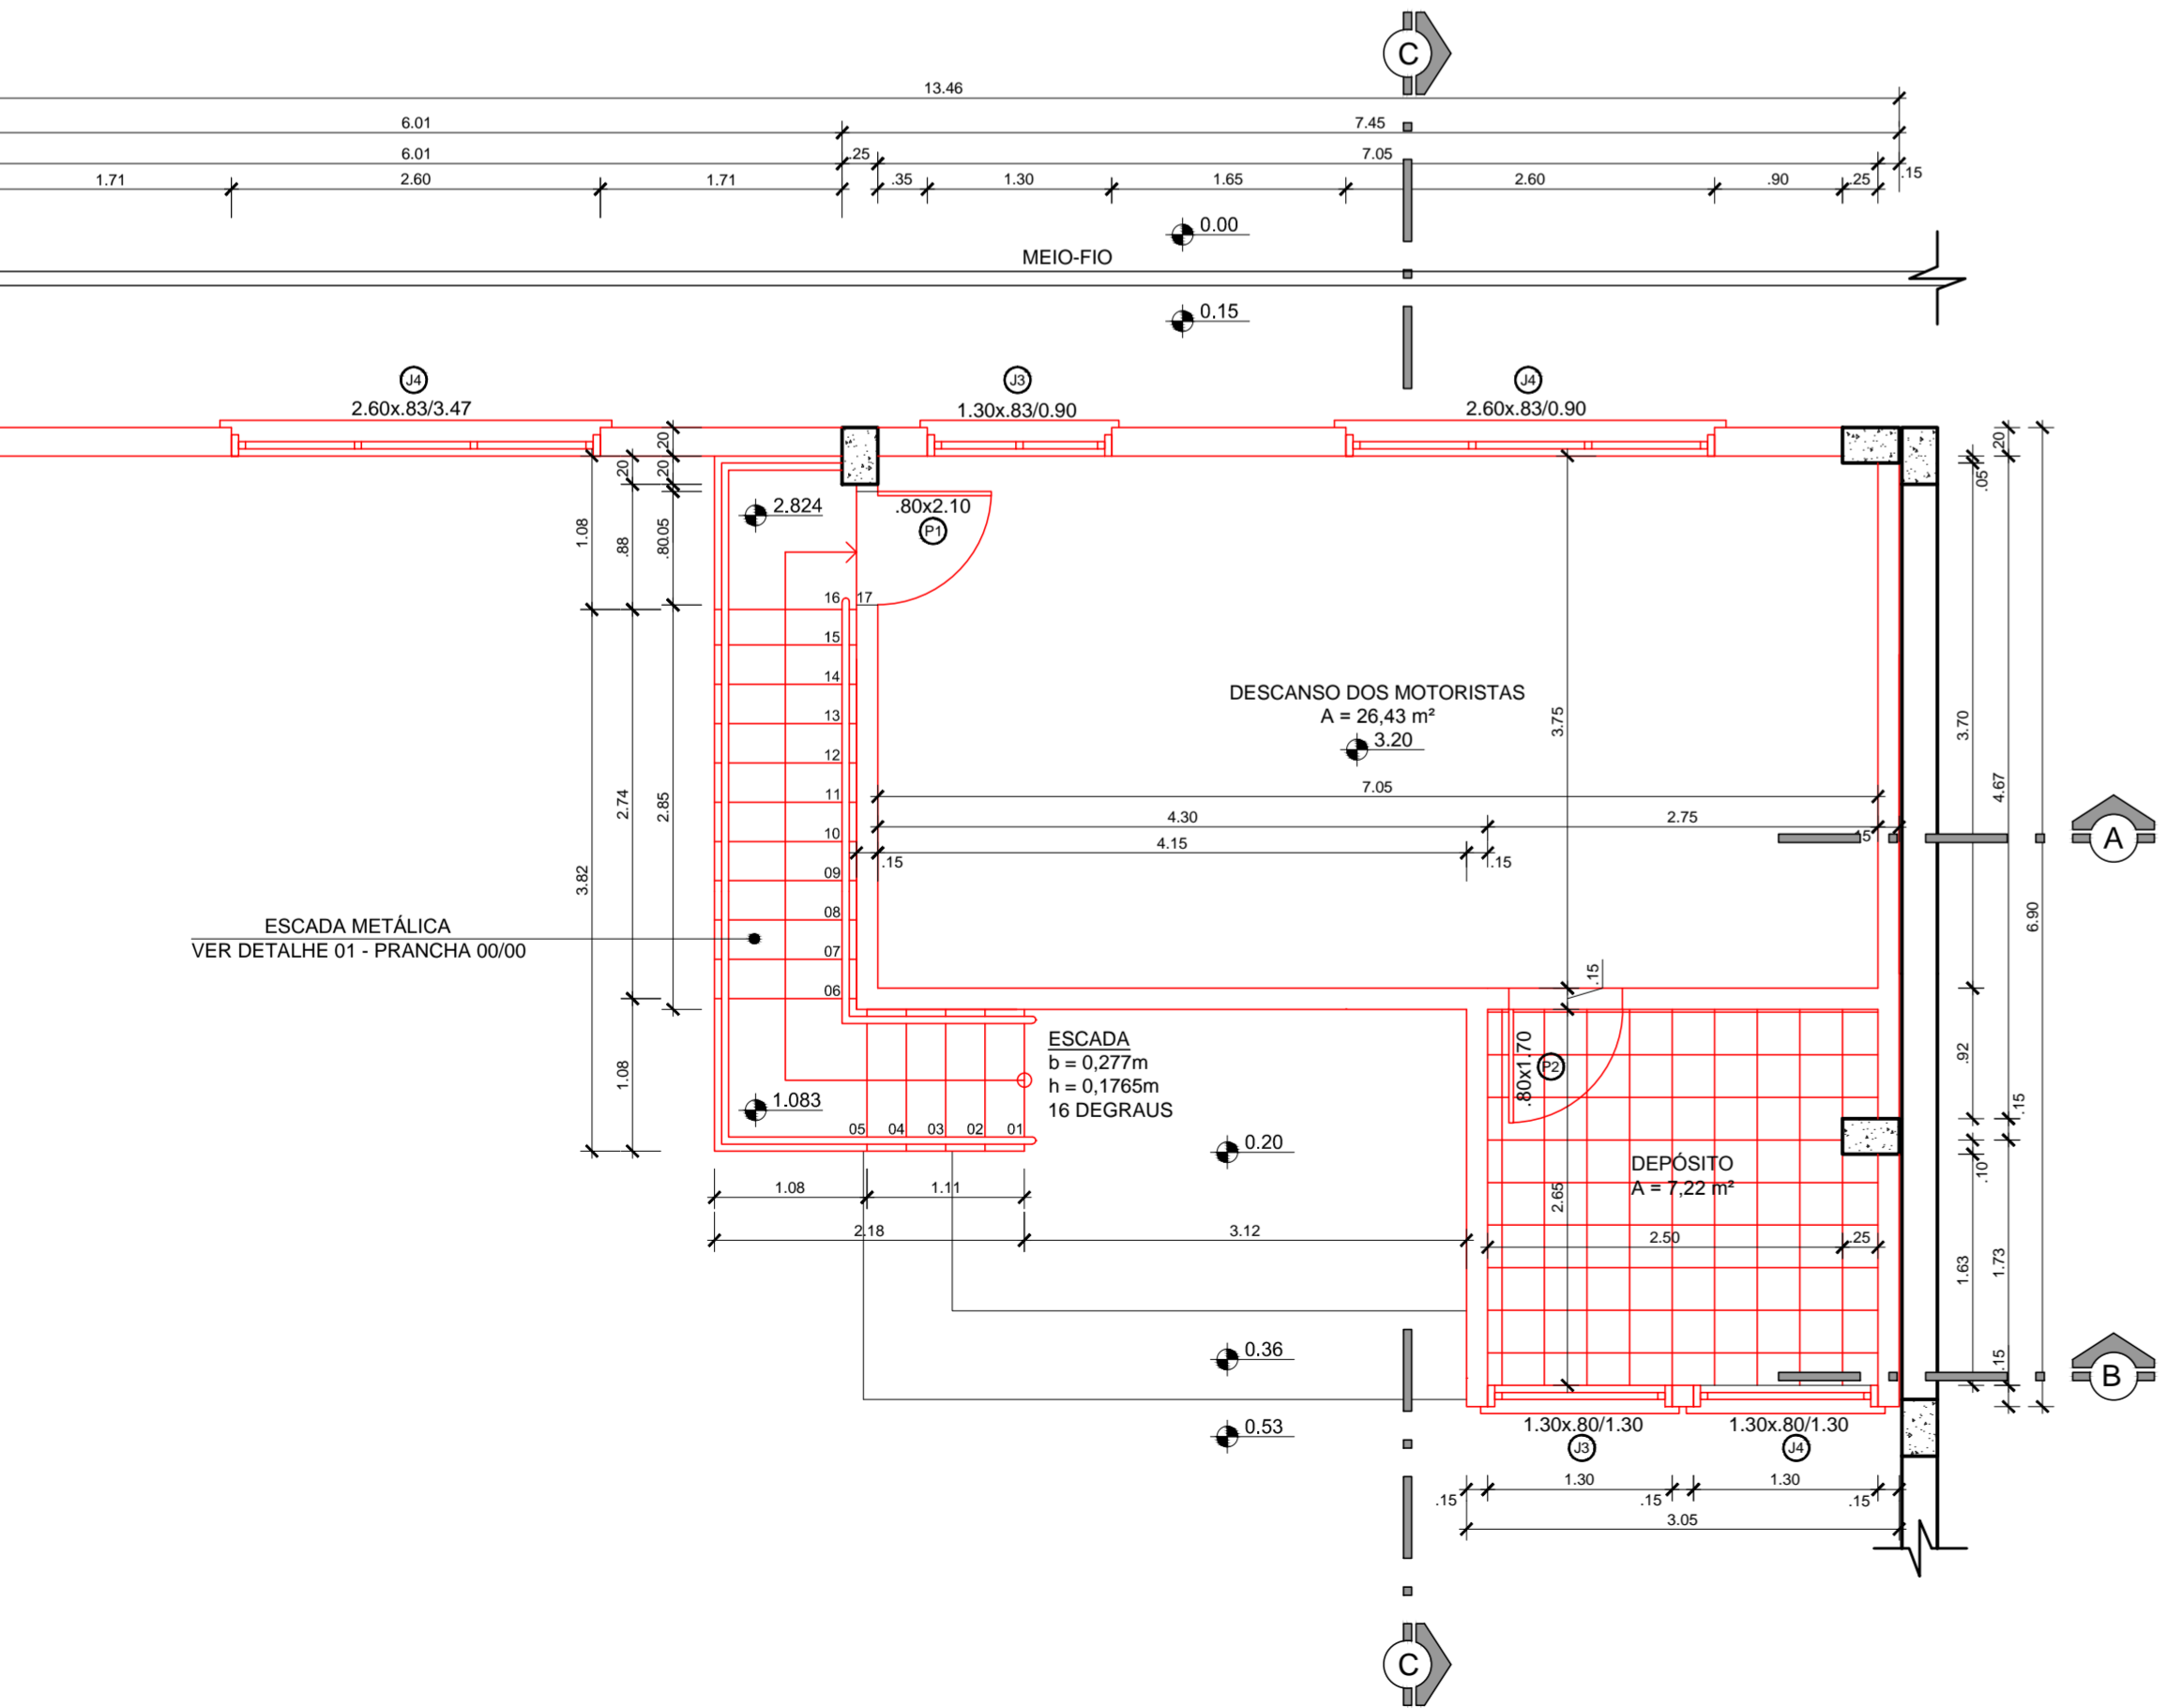 C
13.46
6.01
7.45
6.01
.25
7.05
1.71
2.60
1.71
.35
1.30
1.65
2.60
.90
.25
.15
0.00
MEIO-FIO
0.15
J4
2.60x.83/3.47
J3
1.30x.83/0.90
J4
2.60x.83/0.90
.20
.20
.20
.20
.05
2.824
.80x2.10
P1
1.08
.88
.80
.05
16
17
15
14
13
12
11
10
09
08
07
06
DESCANSO DOS MOTORISTAS
A = 26,43 m²
3.20
3.75
3.70
4.67
7.05
4.30
2.75
4.15
.15
.15
.15
A
2.74
2.85
3.82
6.90
ESCADA METÁLICA
VER DETALHE 01 - PRANCHA 00/00
.15
ESCADA
b = 0,277m
h = 0,1765m
16 DEGRAUS
.80x1.70
P2
.92
1.08
1.083
05
04
03
02
01
.15
0.20
DEPÓSITO
A = 7,22 m²
.10
2.65
1.08
1.11
2.18
3.12
2.50
.25
1.63
1.73
0.36
.15
B
0.53
1.30x.80/1.30
J3
1.30x.80/1.30
J4
.15
1.30
.15
1.30
.15
3.05
C